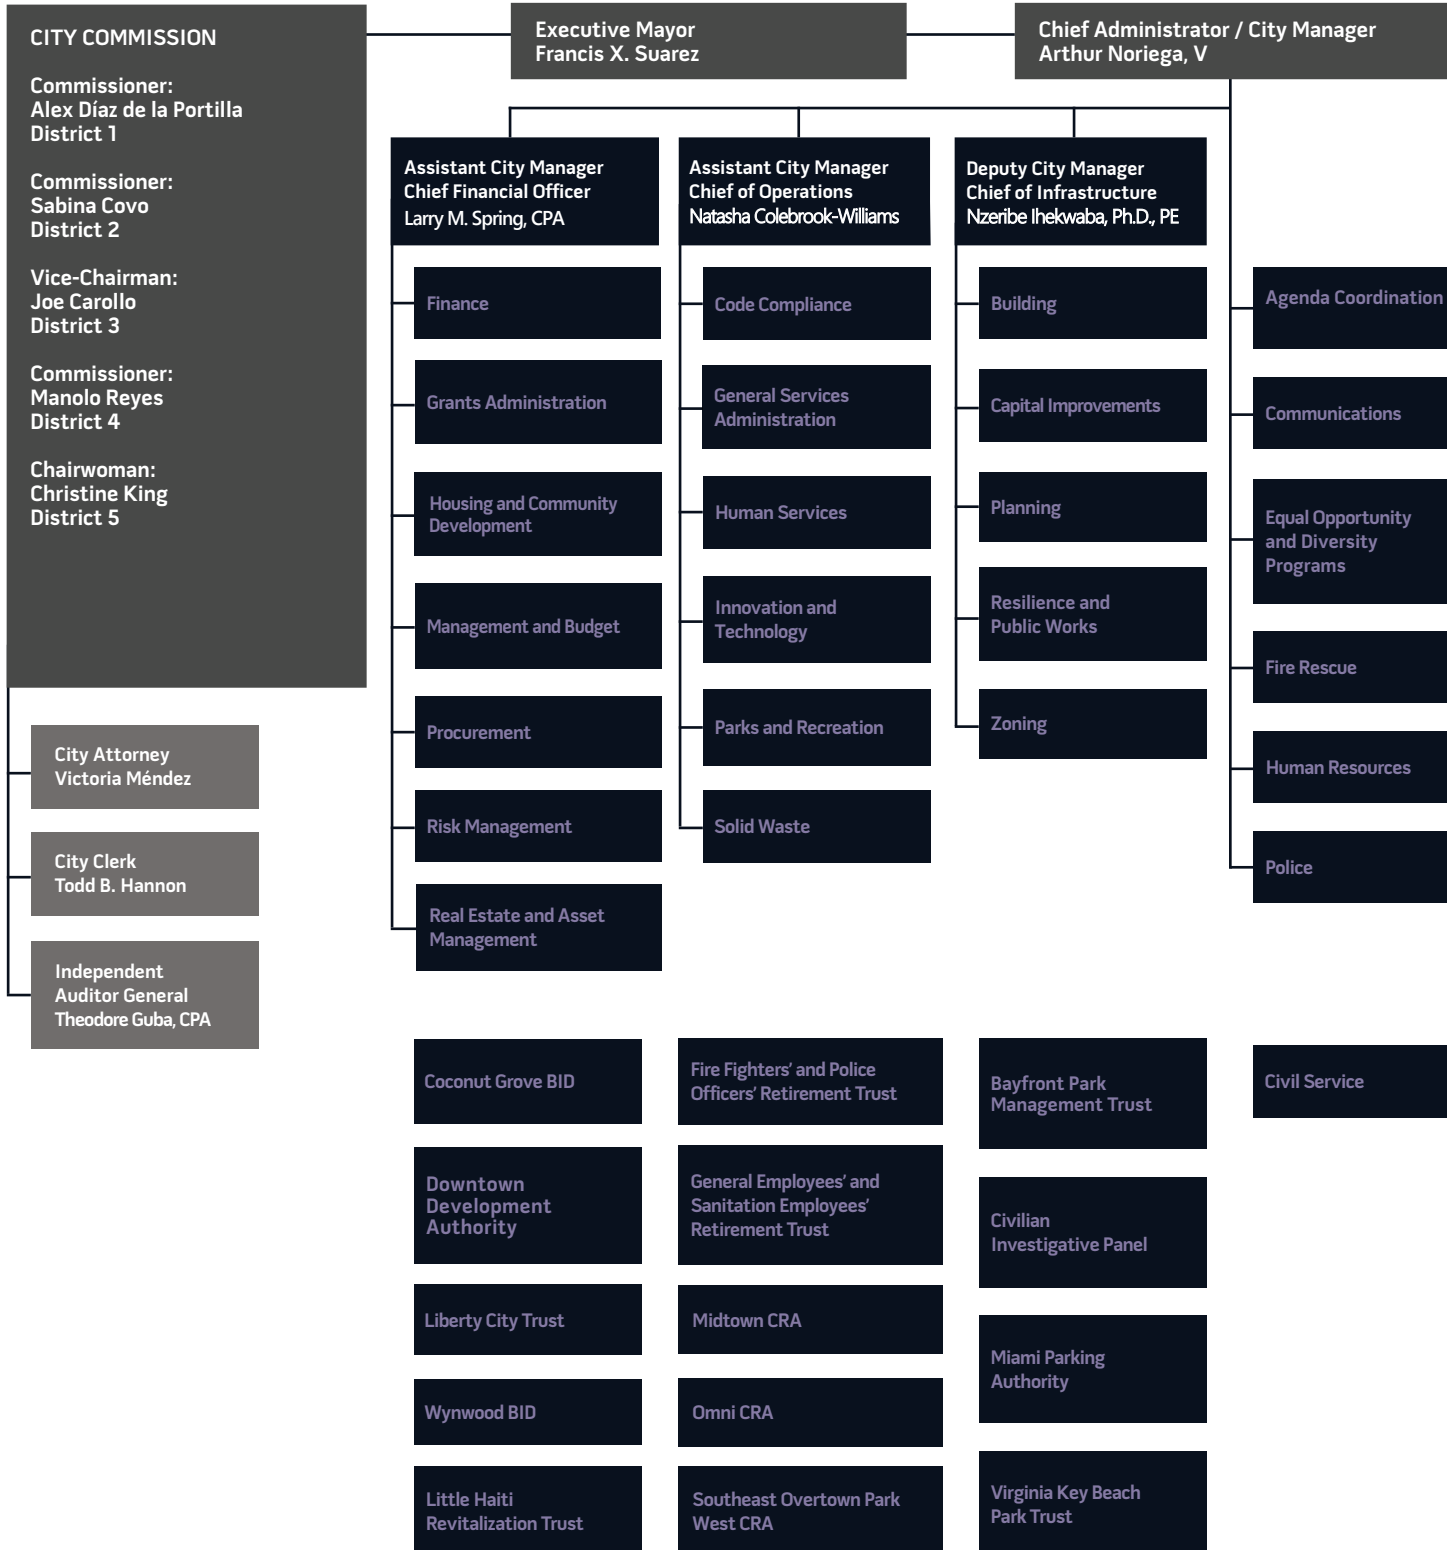 CITY COMMISSION
Commissioner:
Alex Díaz de la Portilla
District 1
Commissioner:
Sabina Covo
District 2
Vice-Chairman:
Joe Carollo
District 3
Commissioner:
Manolo Reyes
District 4
Chairwoman:
Christine King
District 5
City Attorney
Victoria Méndez
City Clerk
Todd B. Hannon
Independent
Auditor General
Theodore Guba, CPA
Executive Mayor
Francis X. Suarez
Chief Administrator / City Manager
Arthur Noriega, V
Assistant City Manager
Chief Financial Officer
Larry M. Spring, CPA
Finance
Grants Administration
Housing and Community
Development
Management and Budget
Procurement
Risk Management
Real Estate and Asset
Management
Assistant City Manager
Chief of Operations
Natasha Colebrook-Williams
Code Compliance
General Services
Administration
Human Services
Innovation and
Technology
Parks and Recreation
Solid Waste
Deputy City Manager
Chief of Infrastructure
Nzeribe Ihekwaba, Ph.D., PE
Building
Capital Improvements
Planning
Resilience and
Public Works
Zoning
Agenda Coordination
Communications
Equal Opportunity
and Diversity
Programs
Fire Rescue
Human Resources
Police
Coconut Grove BID
Downtown
Development
Authority
Liberty City Trust
Wynwood BID
Little Haiti
Revitalization Trust
Fire Fighters' and Police
Officers' Retirement Trust
General Employees' and
Sanitation Employees'
Retirement Trust
Midtown CRA
Omni CRA
Southeast Overtown Park
West CRA
Bayfront Park
Management Trust
Civilian
Investigative Panel
Miami Parking
Authority
Virginia Key Beach
Park Trust
Civil Service